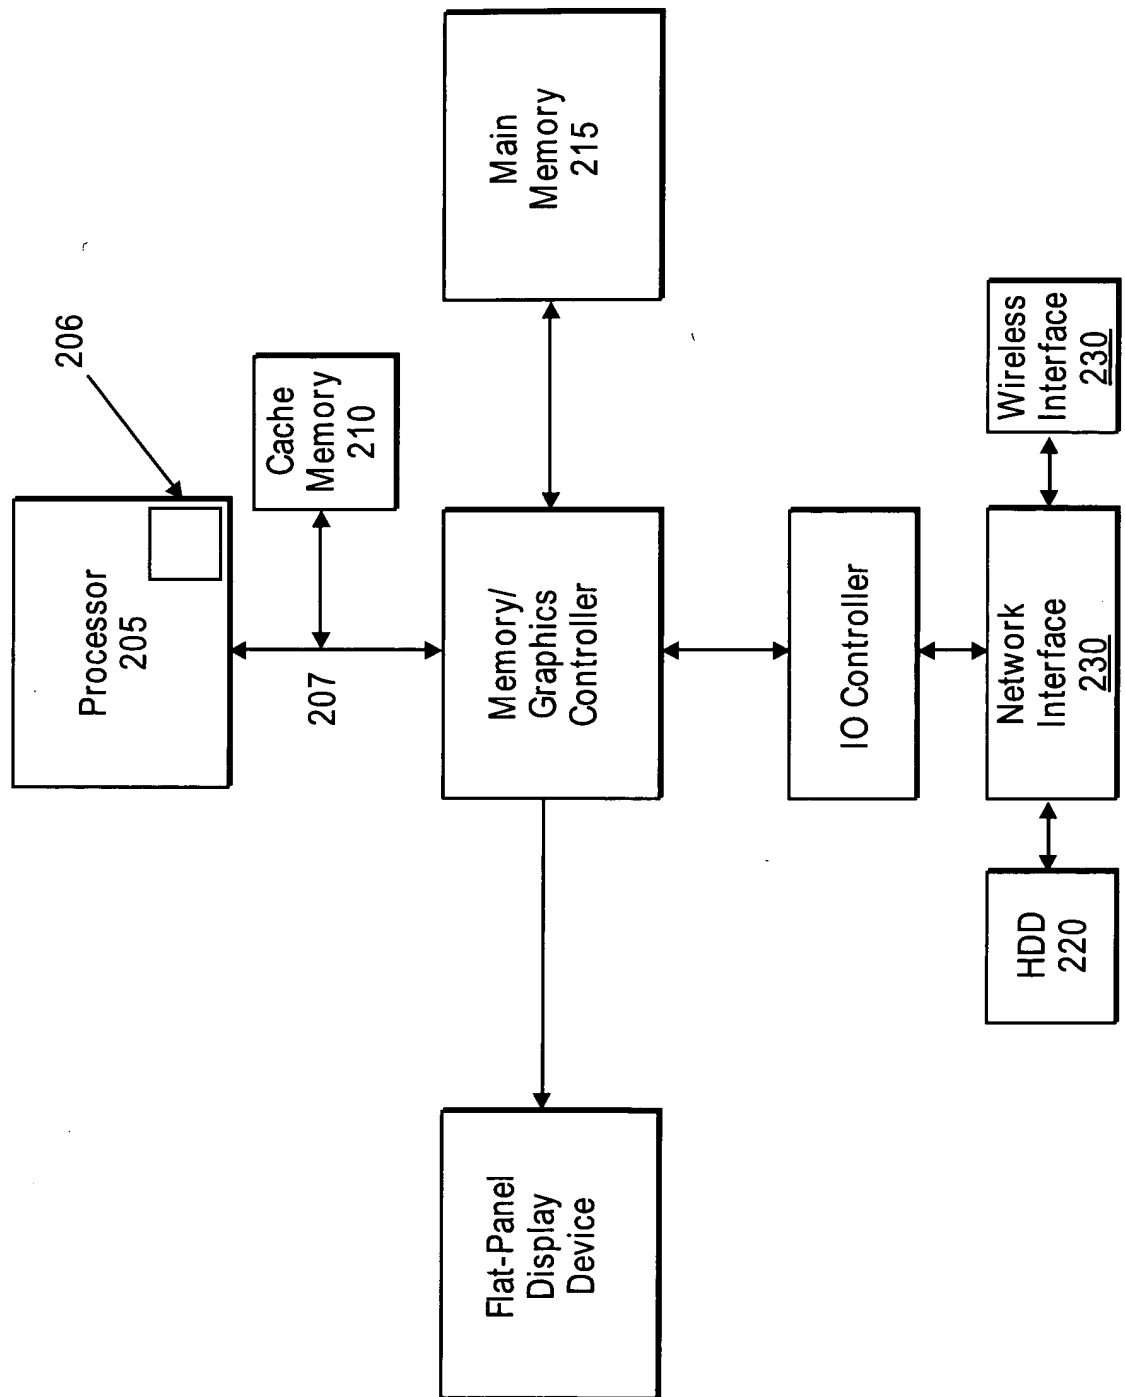 206
Processor
205
Cache
Memory
210
207
Main
Memory
215
Memory/
Graphics
Controller
Flat-Panel
Display
Device
IO Controller
HDD
220
Network
Interface
230
Wireless
Interface
230